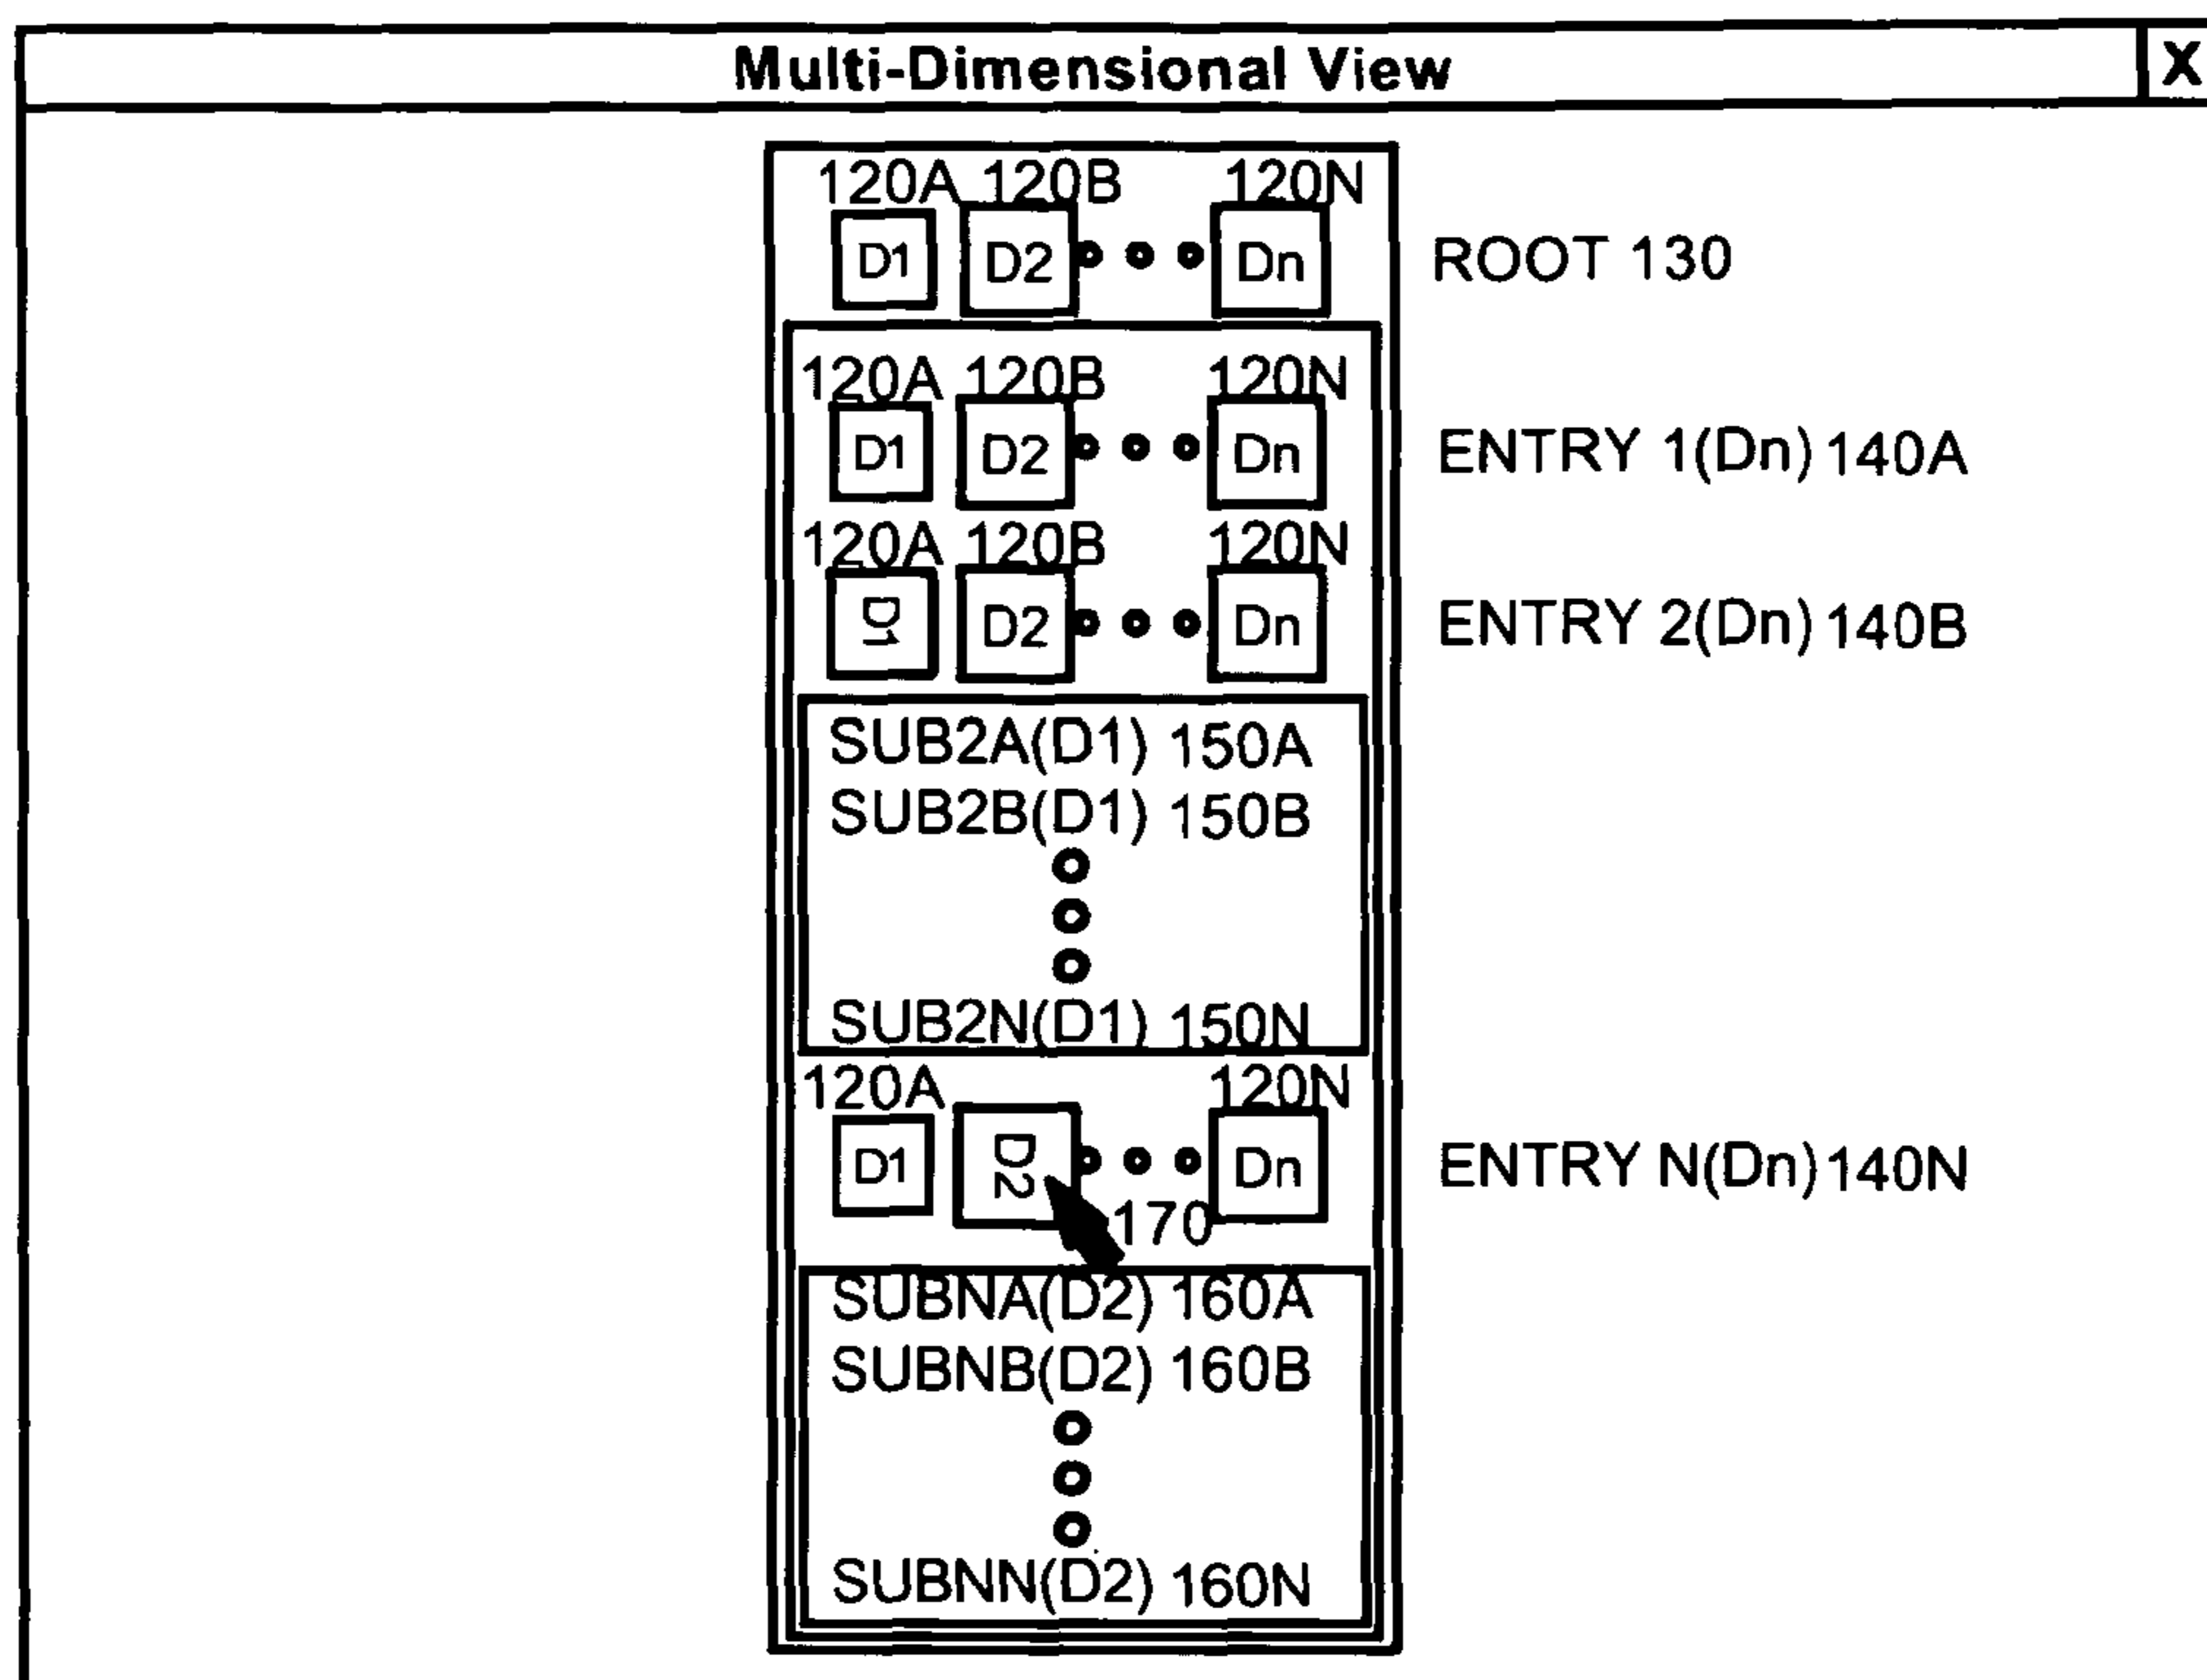 Multi-Dimensional View X
120A 120B 120N
D1 D2 Dn ROOT 130
120A 120B 120N
D1 D2 Dn ENTRY 1(Dn) 140A
120A 120B 120N
D1 D2 Dn ENTRY 2(Dn) 140B
SUB2A(D1) 150A
SUB2B(D1) 150B
SUB2N(D1) 150N
120A 120N
D1 D2 Dn ENTRY N(Dn) 140N
170
SUBNA(D2) 160A
SUBNB(D2) 160B
SUBNN(D2) 160N